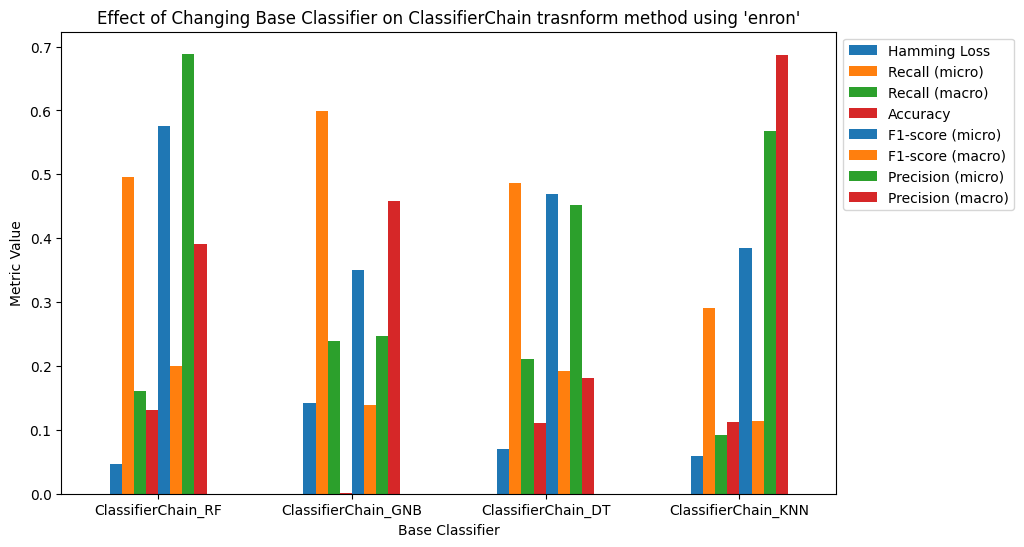 Effect of Changing Base Classifier on ClassifierChain trasnform method using 'enron'
Hamming Loss
Recall (micro)
Recall (macro)
Accuracy
F1-score (micro)
F1-score (macro)
Precision (micro)
Precision (macro)
Metric Value
0.7
0.6
0.5
0.4
0.3
0.2
0.1
0.0
ClassifierChain_RF
ClassifierChain_GNB
ClassifierChain_DT
ClassifierChain_KNN
Base Classifier